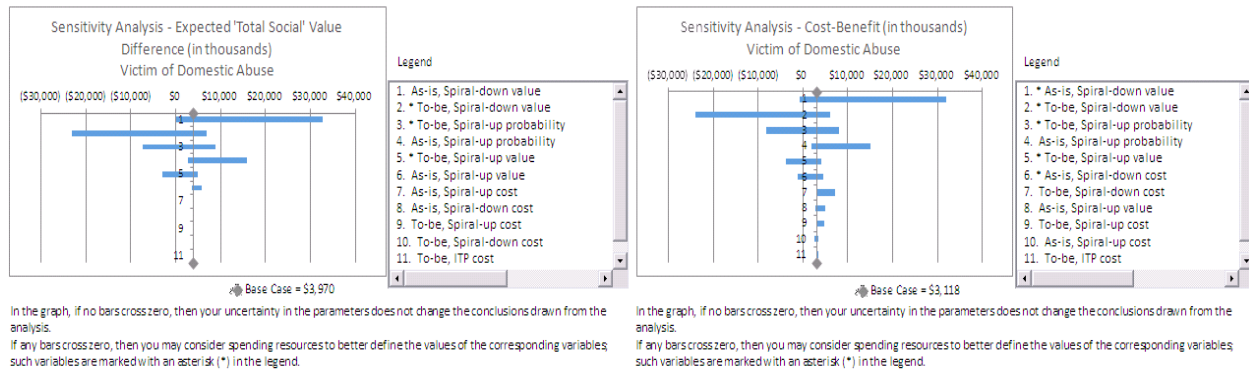 Sensitivity Analysis - Expected 'Total Social' Value
Difference (in thousands)
Victim of Domestic Abuse
($30,000) ($20,000) ($10,000) $0 $10,000 $20,000 $30,000 $40,000
1
3
5
7
9
11
Base Case = $3,970
Legend
1. As-is, Spiral-down value
2. * To-be, Spiral-down value
3. * To-be, Spiral-up probability
4. As-is, Spiral-up probability
5. * To-be, Spiral-up value
6. As-is, Spiral-up value
7. As-is, Spiral-up cost
8. As-is, Spiral-down cost
9. To-be, Spiral-up cost
10. To-be, Spiral-down cost
11. To-be, ITP cost
In the graph, if no bars cross zero, then your uncertainty in the parameters does not change the conclusions drawn from the
analysis.
If any bars cross zero, then you may consider spending resources to better define the values of the corresponding variables;
such variables are marked with an asterisk (*) in the legend.
Sensitivity Analysis - Cost-Benefit (in thousands)
Victim of Domestic Abuse
($30,000) ($20,000) ($10,000) $0 $10,000 $20,000 $30,000 $40,000
1
2
3
4
5
6
7
8
9
10
11
Base Case = $3,118
Legend
1. * As-is, Spiral-down value
2. * To-be, Spiral-down value
3. * To-be, Spiral-up probability
4. As-is, Spiral-up probability
5. * To-be, Spiral-up value
6. * As-is, Spiral-down cost
7. To-be, Spiral-down cost
8. As-is, Spiral-up value
9. To-be, Spiral-up cost
10. As-is, Spiral-up cost
11. To-be, ITP cost
In the graph, if no bars cross zero, then your uncertainty in the parameters does not change the conclusions drawn from the
analysis.
If any bars cross zero, then you may consider spending resources to better define the values of the corresponding variables;
such variables are marked with an asterisk (*) in the legend.